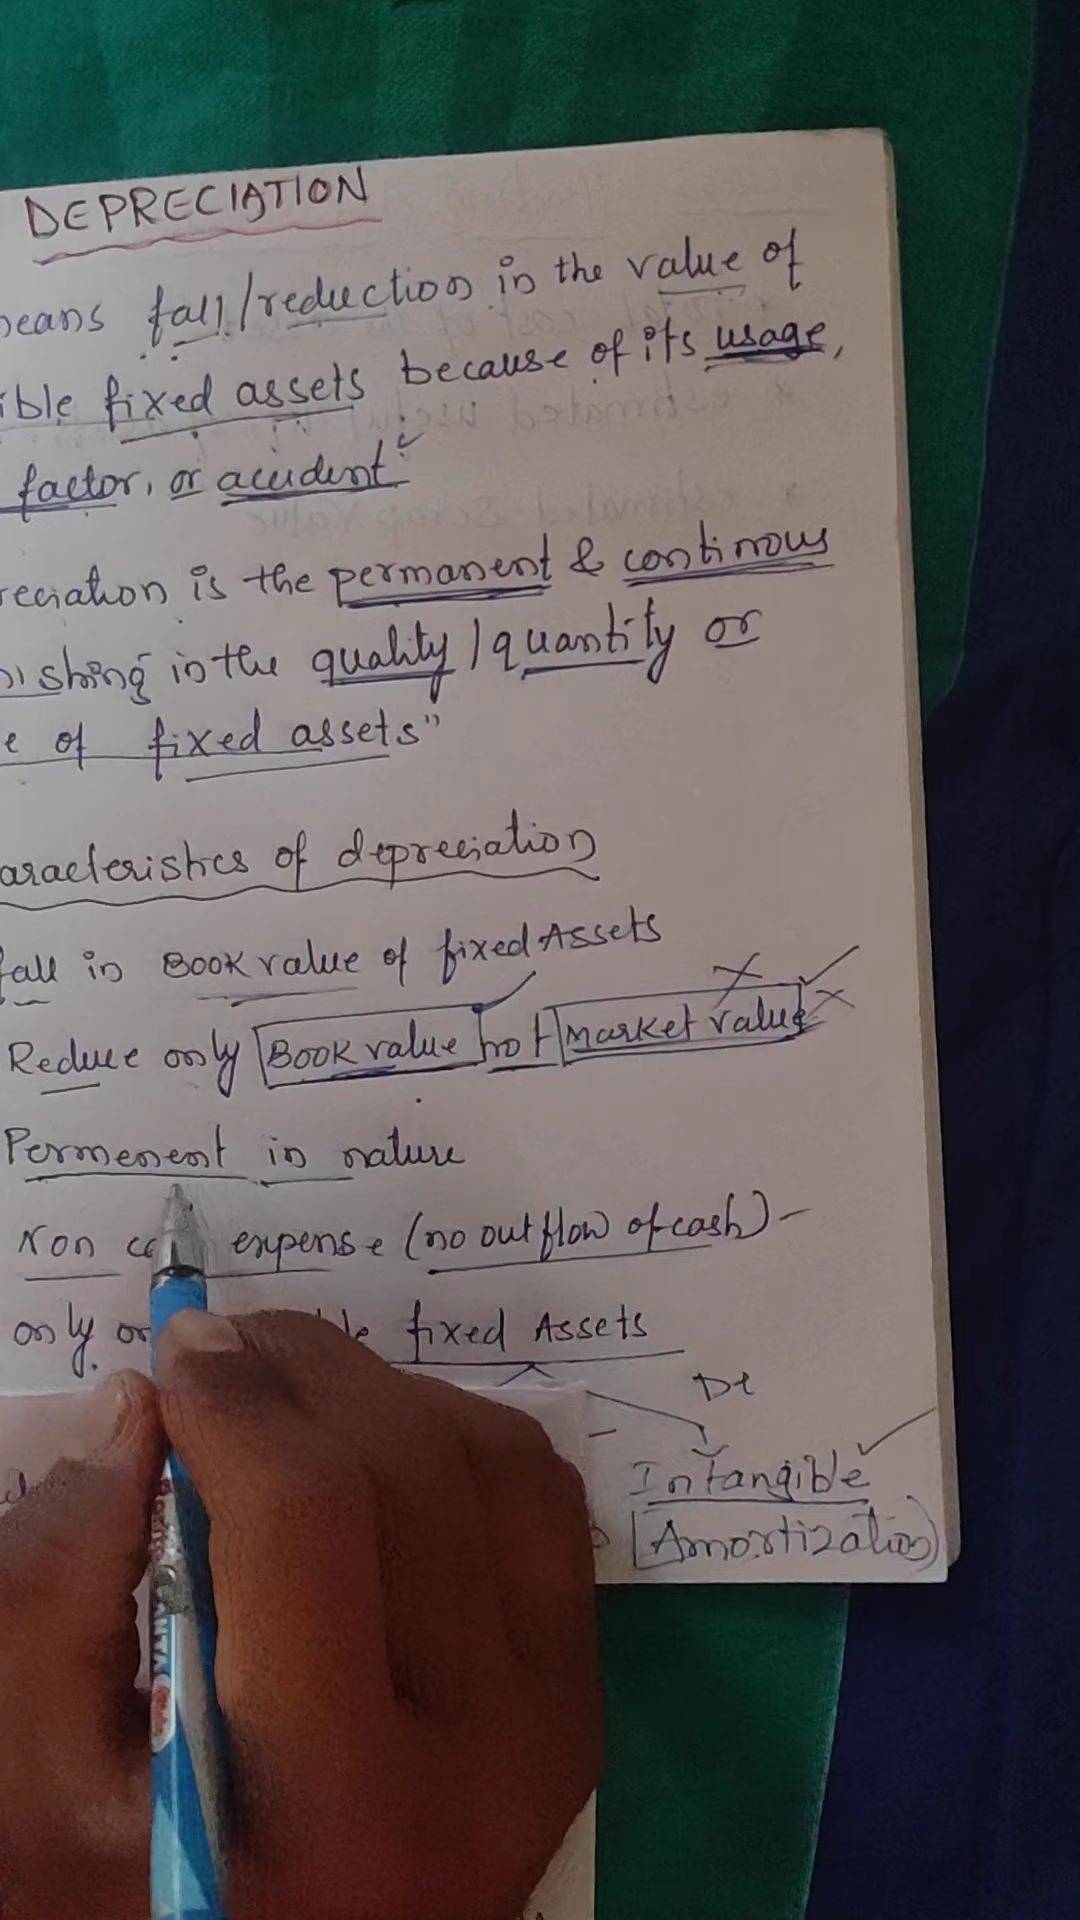 DEPRECIATION
means fall/reduction in the value of
ible fixed assets because of its usage,
factor, or accident"
reciation is the permanent & continous
nishing in the quality / quantity or
e of fixed assets"
aracteristics of depreciation
fall in Book value of fixed Assets
Reduce only Book value not Market value
Permenent in nature
Non expense (no outflow of cash) -
only fixed Assets
De
Intangible
Amortization